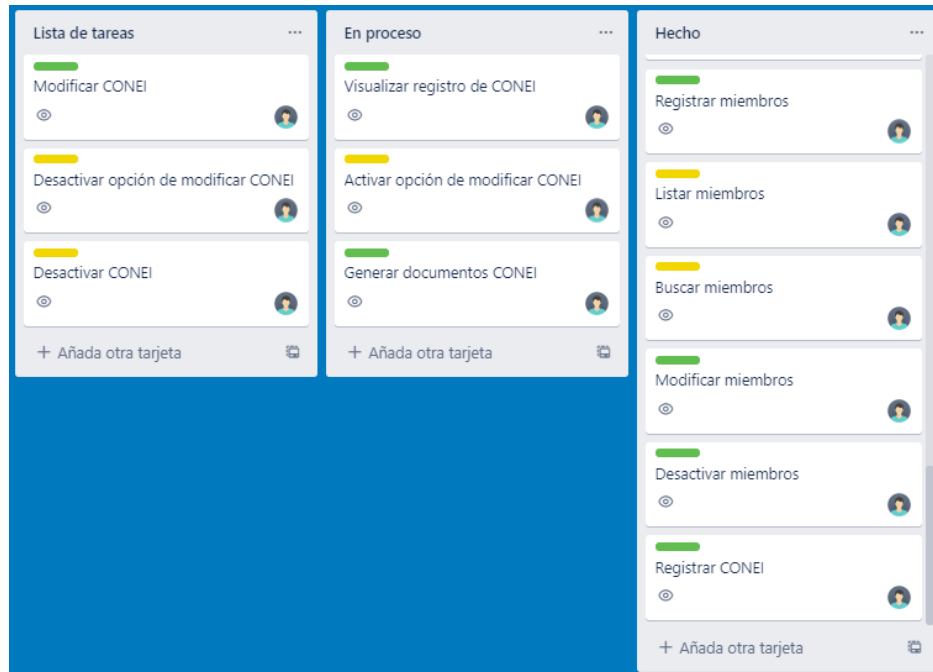 Lista de tareas
Modificar CONEI
Desactivar opción de modificar CONEI
Desactivar CONEI
+ Añada otra tarjeta
En proceso
Visualizar registro de CONEI
Activar opción de modificar CONEI
Generar documentos CONEI
+ Añada otra tarjeta
Hecho
Registrar miembros
Listar miembros
Buscar miembros
Modificar miembros
Desactivar miembros
Registrar CONEI
+ Añada otra tarjeta